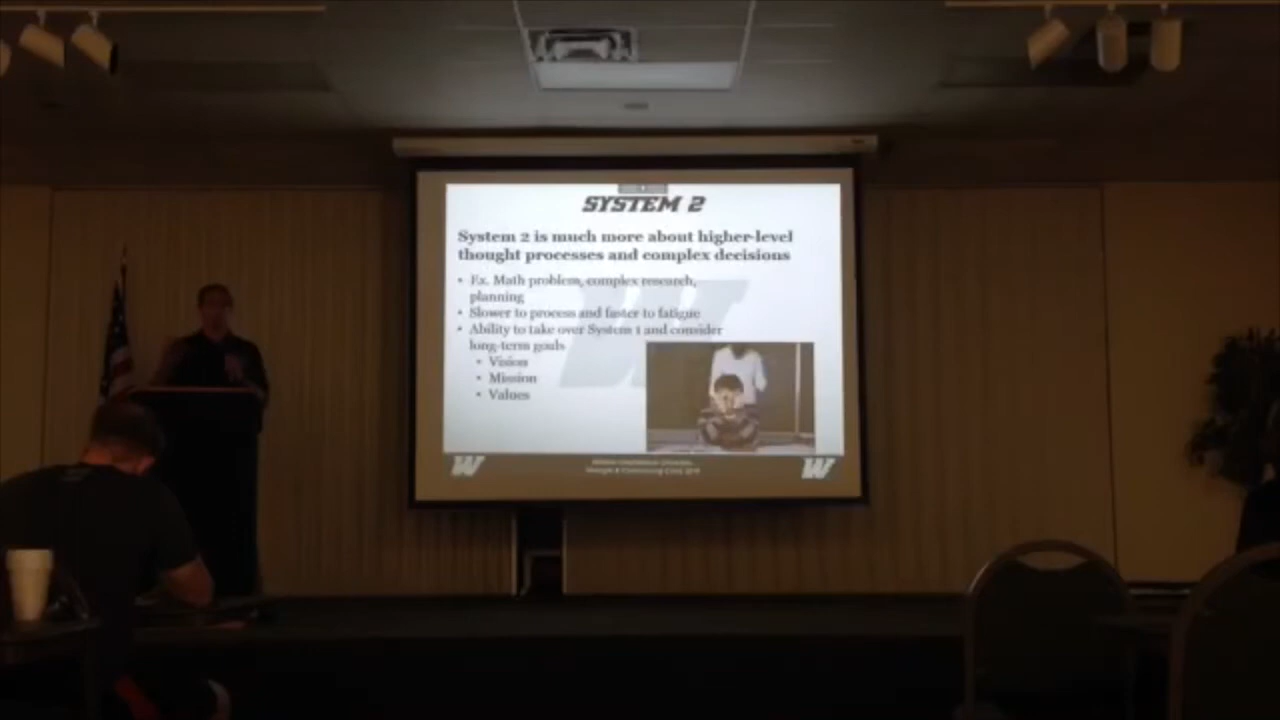 SYSTEM 2
System 2 is much more about higher-level
thought processes and complex decisions
• Ex. Math problem, complex research,
planning
• Slower to process and faster to fatigue
• Ability to take over System 1 and consider
long-term goals
• Vision
• Mission
• Values
W
W